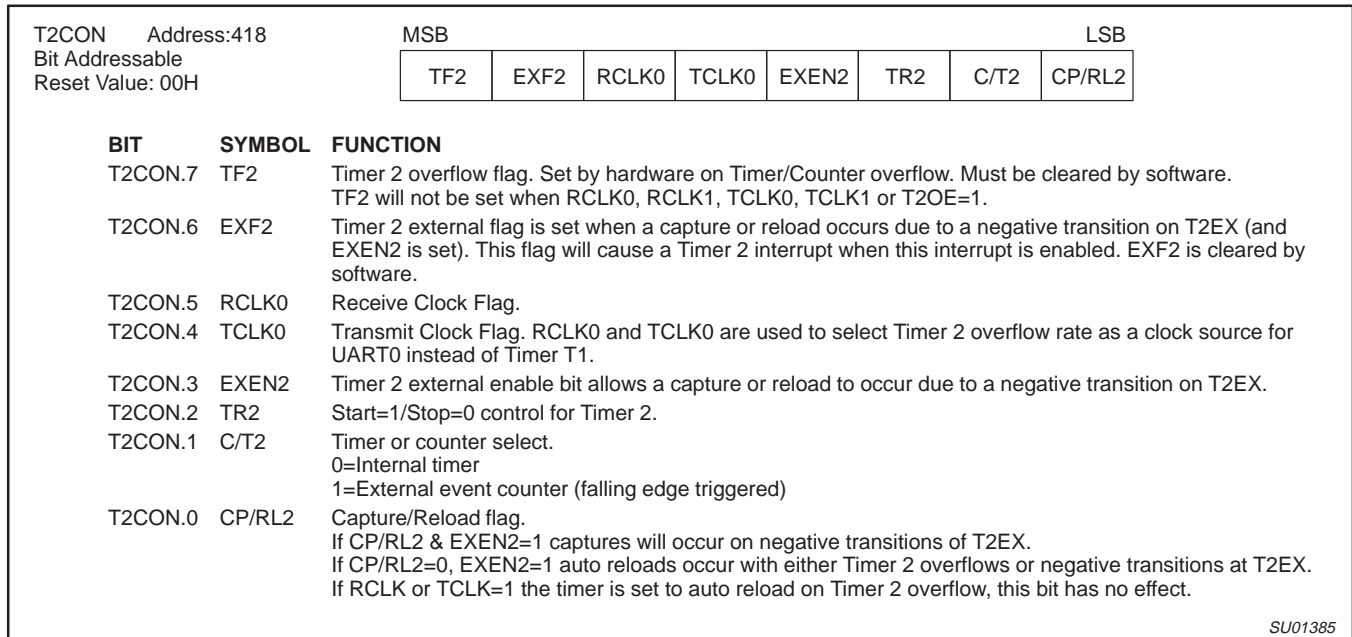 T2CON Address:418 MSB LSB
Bit Addressable
Reset Value: 00H
TF2 EXF2 RCLK0 TCLK0 EXEN2 TR2 C/T2 CP/RL2
BIT SYMBOL FUNCTION
T2CON.7 TF2 Timer 2 overflow flag. Set by hardware on Timer/Counter overflow. Must be cleared by software.
TF2 will not be set when RCLK0, RCLK1, TCLK0, TCLK1 or T2OE=1.
T2CON.6 EXF2 Timer 2 external flag is set when a capture or reload occurs due to a negative transition on T2EX (and
EXEN2 is set). This flag will cause a Timer 2 interrupt when this interrupt is enabled. EXF2 is cleared by
software.
T2CON.5 RCLK0 Receive Clock Flag.
T2CON.4 TCLK0 Transmit Clock Flag. RCLK0 and TCLK0 are used to select Timer 2 overflow rate as a clock source for
UART0 instead of Timer T1.
T2CON.3 EXEN2 Timer 2 external enable bit allows a capture or reload to occur due to a negative transition on T2EX.
T2CON.2 TR2 Start=1/Stop=0 control for Timer 2.
T2CON.1 C/T2 Timer or counter select.
0=Internal timer
1=External event counter (falling edge triggered)
T2CON.0 CP/RL2 Capture/Reload flag.
If CP/RL2 & EXEN2=1 captures will occur on negative transitions of T2EX.
If CP/RL2=0, EXEN2=1 auto reloads occur with either Timer 2 overflows or negative transitions at T2EX.
If RCLK or TCLK=1 the timer is set to auto reload on Timer 2 overflow, this bit has no effect.
SU01385